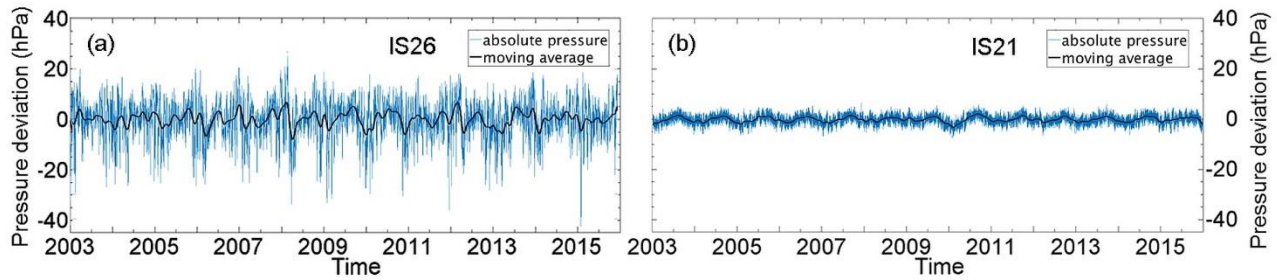 Pressure deviation (hPa)
40
20
0
-20
-40
(a)
IS26
absolute pressure
moving average
2003 2005 2007 2009 2011 2013 2015
Time
(b)
IS21
absolute pressure
moving average
2003 2005 2007 2009 2011 2013 2015
Time
40
20
0
-20
-40
Pressure deviation (hPa)